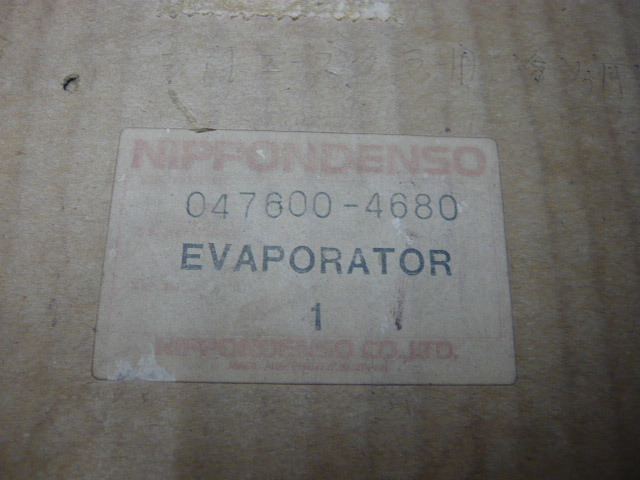 NIPPONDENSO
047600-4680
EVAPORATOR
1
NIPPONDENSO CO., LTD.